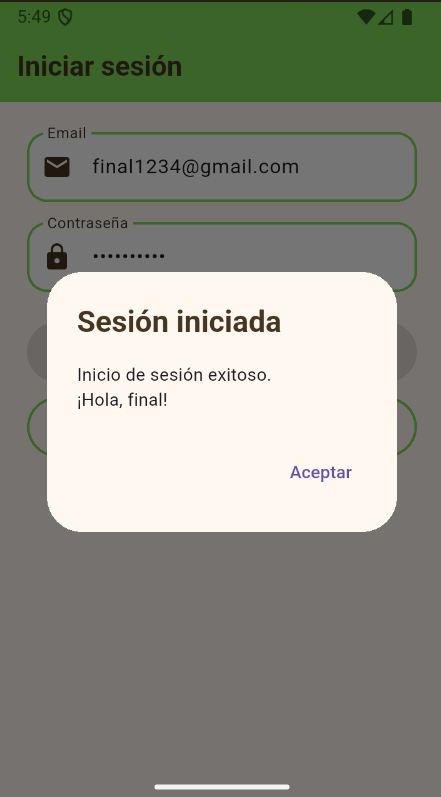 5:49
Iniciar sesión
Email
final1234@gmail.com
Contraseña
••••••••••
Sesión iniciada
Inicio de sesión exitoso.
¡Hola, final!
Aceptar